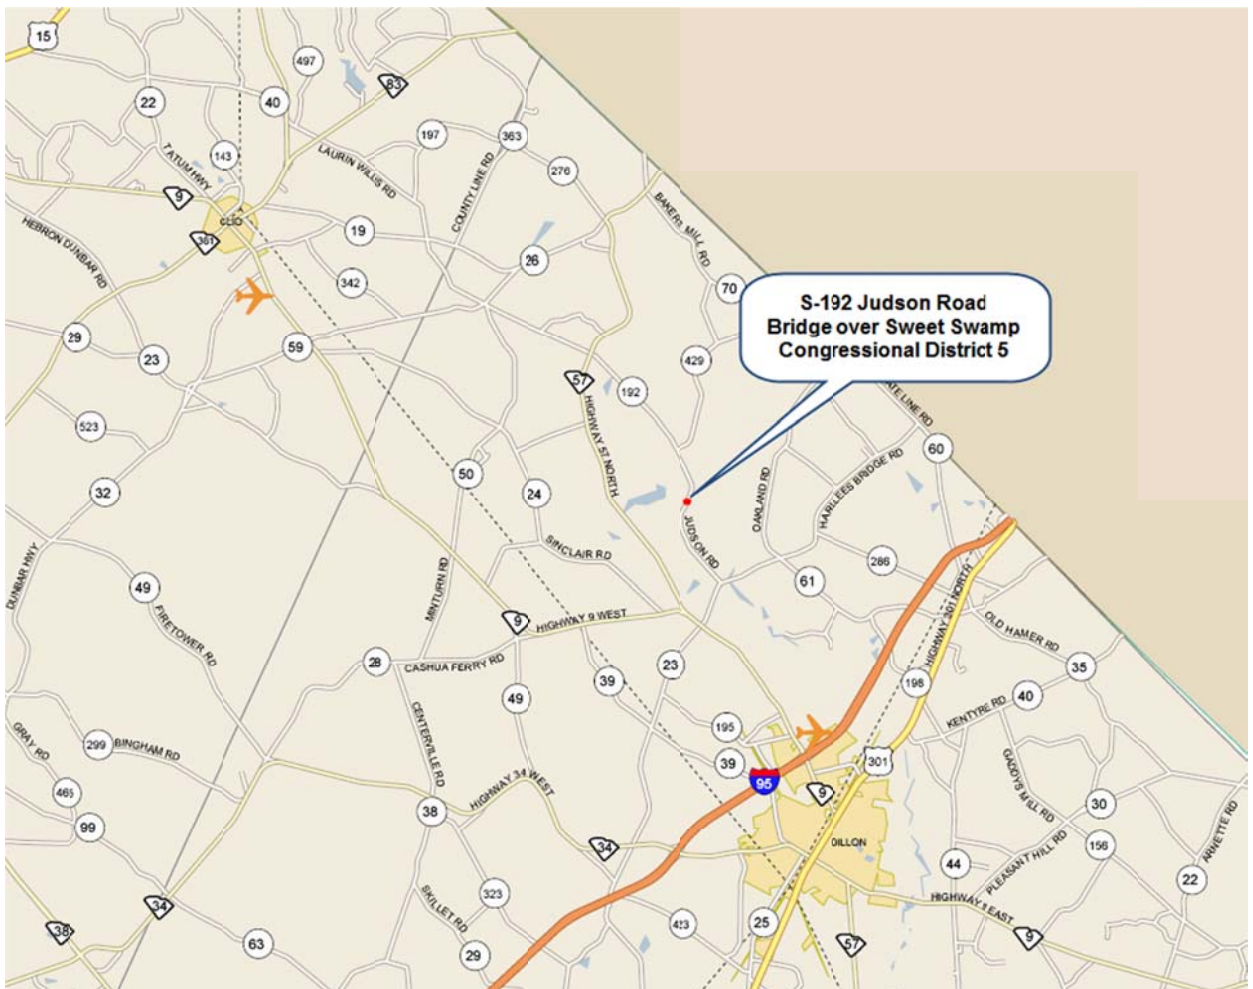 15
497
83
22
40
197
363
143
TATUM HWY
LAURIN WILLIS RD
276
COUNTY LINE RD
9
BAKERS MILL RD
CLIO
381
19
HEBRON DUNBAR RD
26
342
70
S-192 Judson Road
Bridge over Sweet Swamp
Congressional District 5
29
23
59
429
57
192
ATE LINE RD
523
HIGHWAY 57 NORTH
60
50
OAKLAND RD
HARLEES BRIDGE RD
32
24
JUDSON RD
SINCLAIR RD
DUNBAR HWY
286
49
MINTURN RD
61
HIGHWAY 301 NORTH
FIRETOWER RD
9
HIGHWAY 9 WEST
OLD HAMER RD
28
CASHUA FERRY RD
23
35
39
198
49
40
KENTYRE RD
CENTERVILLE RD
195
GRAY RD
299
BINGHAM RD
39
301
95
GADDYS MILL RD
465
HIGHWAY 34 WEST
9
30
38
99
ARNETTE RD
34
DILLON
PLEASANT HILL RD
156
44
22
SKILLET RD
323
HIGHWAY 9 EAST
34
38
25
63
57
9
29